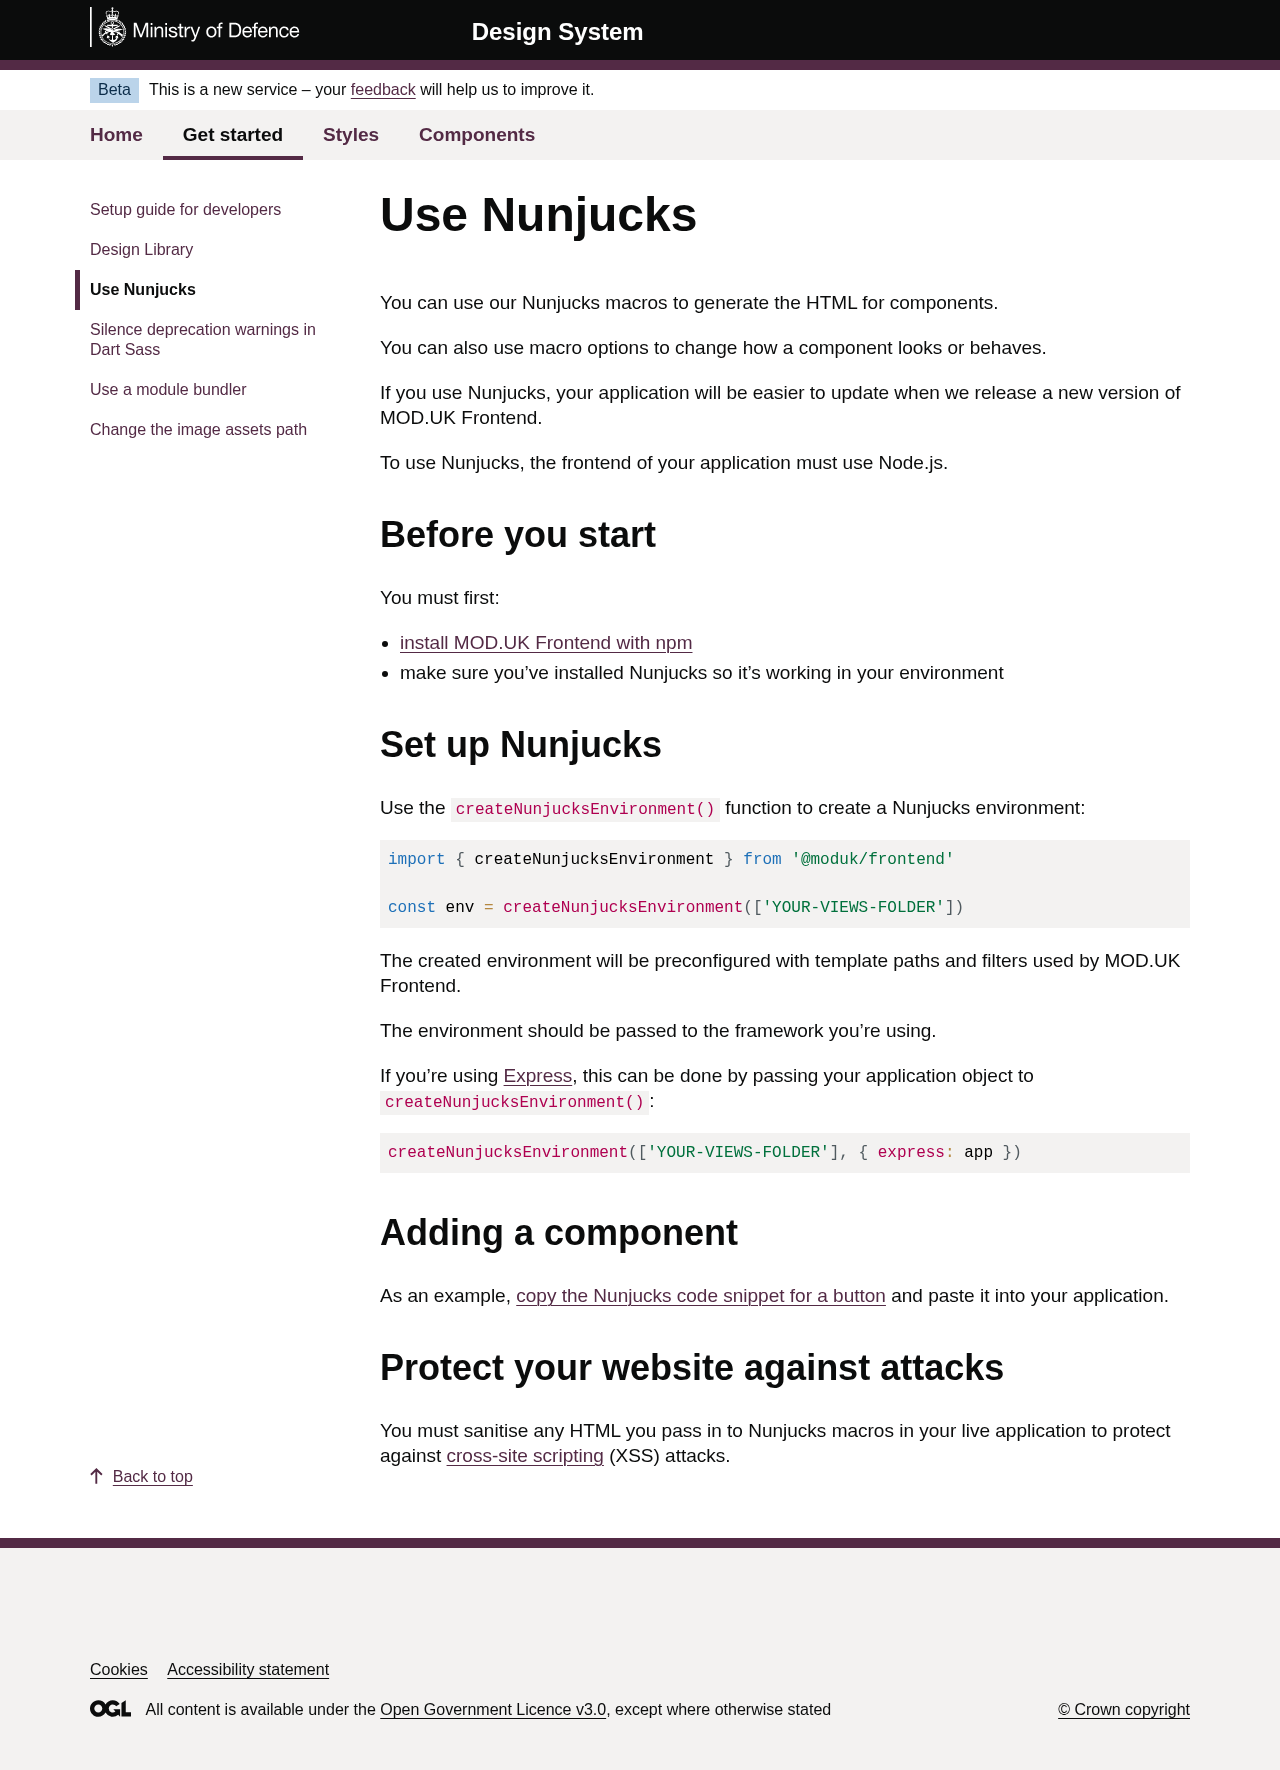 Ministry of Defence
Design System
Beta This is a new service – your feedback will help us to improve it.
Home Get started Styles Components
Setup guide for developers
Design Library
Use Nunjucks
Silence deprecation warnings in
Dart Sass
Use a module bundler
Change the image assets path
Use Nunjucks
You can use our Nunjucks macros to generate the HTML for components.
You can also use macro options to change how a component looks or behaves.
If you use Nunjucks, your application will be easier to update when we release a new version of
MOD.UK Frontend.
To use Nunjucks, the frontend of your application must use Node.js.
Before you start
You must first:
• install MOD.UK Frontend with npm
• make sure you’ve installed Nunjucks so it’s working in your environment
Set up Nunjucks
Use the createNunjucksEnvironment() function to create a Nunjucks environment:
import { createNunjucksEnvironment } from '@moduk/frontend'
const env = createNunjucksEnvironment(['YOUR-VIEWS-FOLDER'])
The created environment will be preconfigured with template paths and filters used by MOD.UK
Frontend.
The environment should be passed to the framework you’re using.
If you’re using Express, this can be done by passing your application object to
createNunjucksEnvironment():
createNunjucksEnvironment(['YOUR-VIEWS-FOLDER'], { express: app })
Adding a component
As an example, copy the Nunjucks code snippet for a button and paste it into your application.
Protect your website against attacks
You must sanitise any HTML you pass in to Nunjucks macros in your live application to protect
against cross-site scripting (XSS) attacks.
Back to top
Cookies Accessibility statement
OGL All content is available under the Open Government Licence v3.0, except where otherwise stated
© Crown copyright